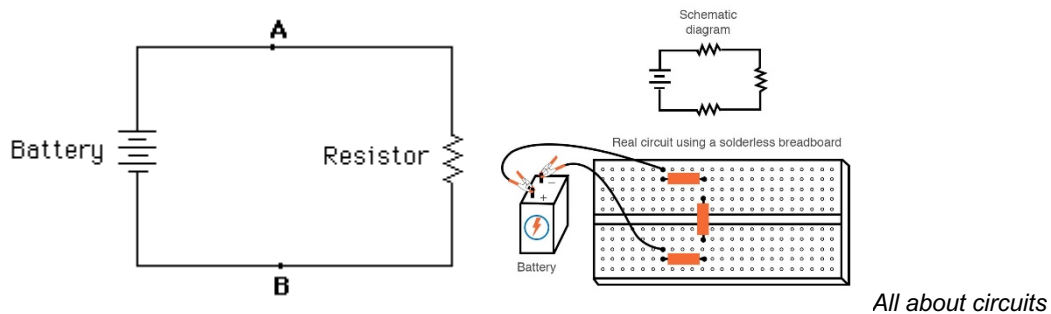 A
Battery
Resistor
B
Schematic
diagram
Real circuit using a solderless breadboard
− 
+
Battery
All about circuits